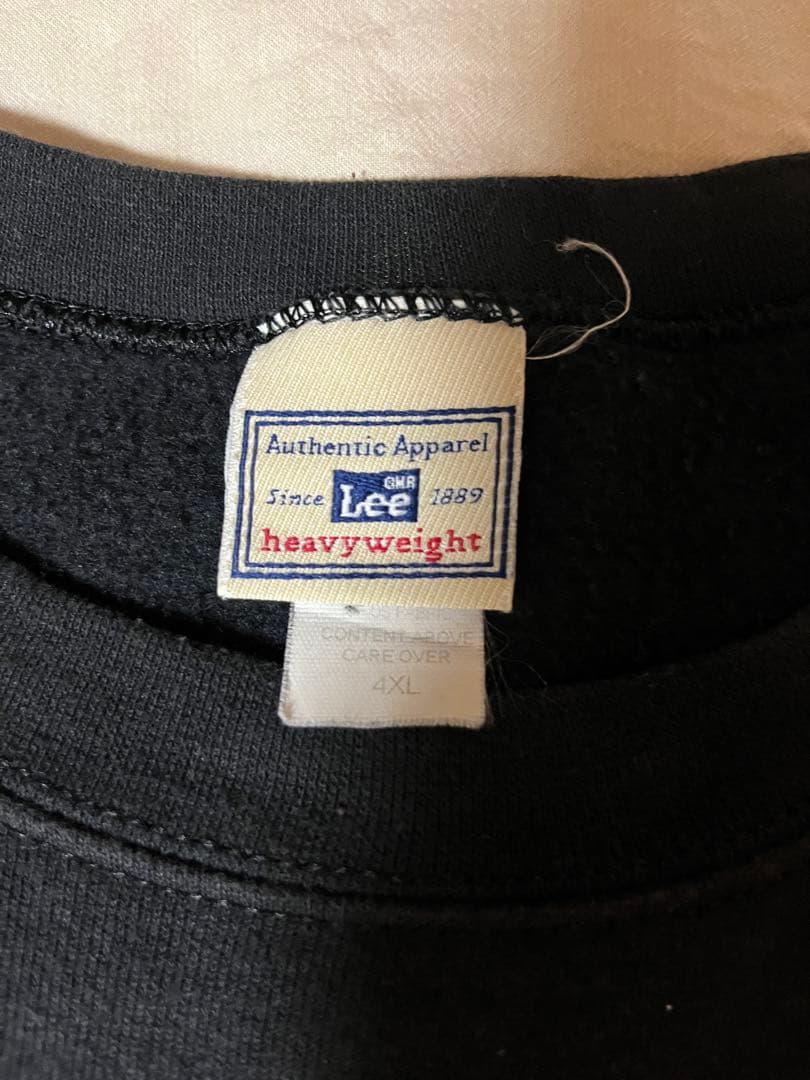 Authentic Apparel
GMR
Since Lee 1889
heavyweight
CONTENT ABOVE
CARE OVER
4XL